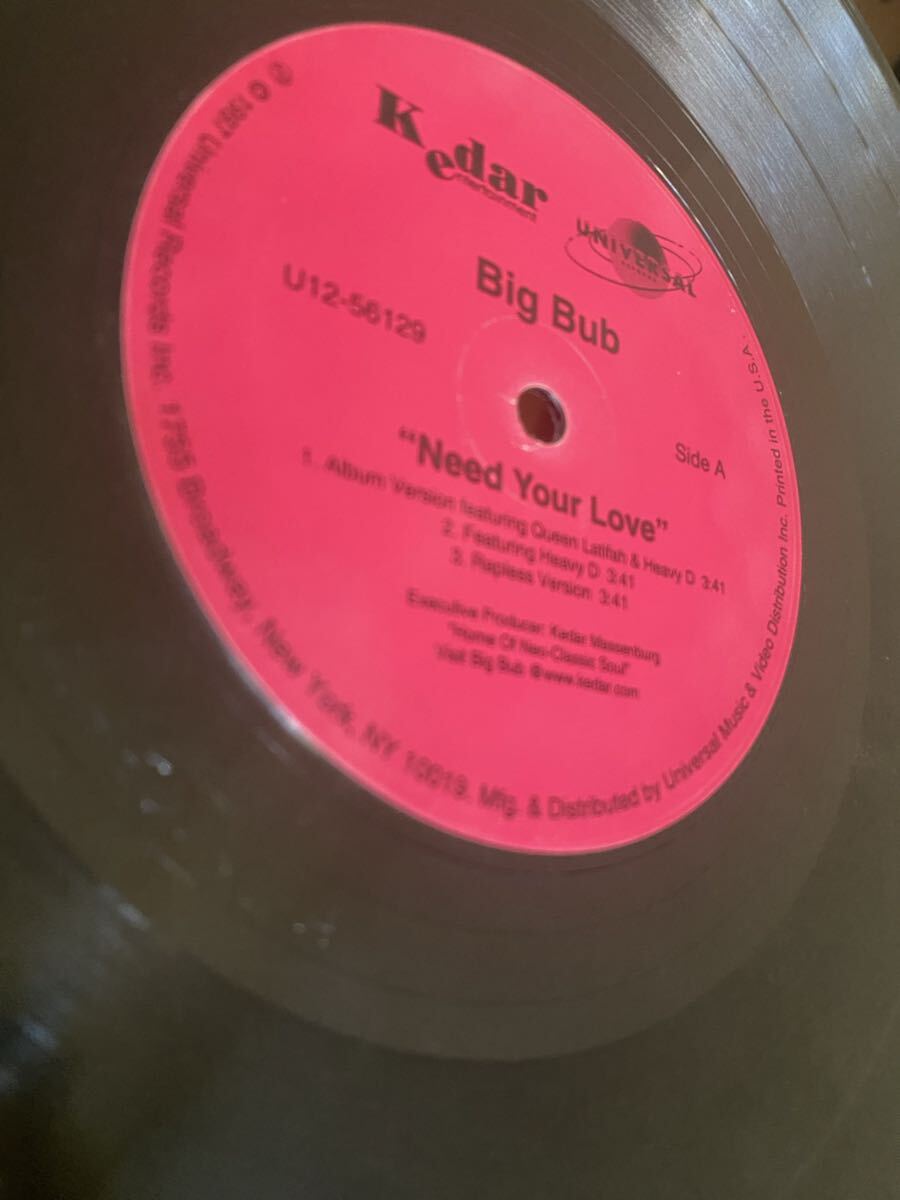 Kedar
Entertainment
UNIVERSAL
RECORDS
Big Bub
U12-56129
Side A
“Need Your Love”
1. Album Version featuring Queen Latifah & Heavy D 3:41
2. Featuring Heavy D 3:41
3. Rapless Version 3:41
Executive Producer: Kedar Massenburg
"Home Of Neo-Classic Soul"
Visit Big Bub @www.kedar.com
℗ © 1997 Universal Records Inc. 1755 Broadway, New York, NY 10019. Mfg. & Distributed by Universal Music & Video Distribution Inc. Printed in the U.S.A.